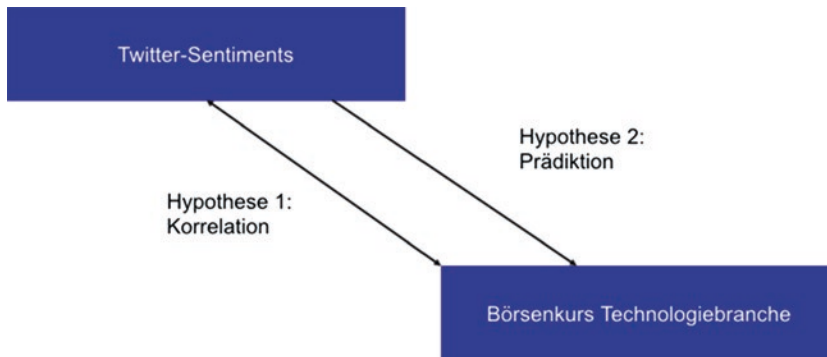 Twitter-Sentiments
Hypothese 2:
Prädiktion
Hypothese 1:
Korrelation
Börsenkurs Technologiebranche